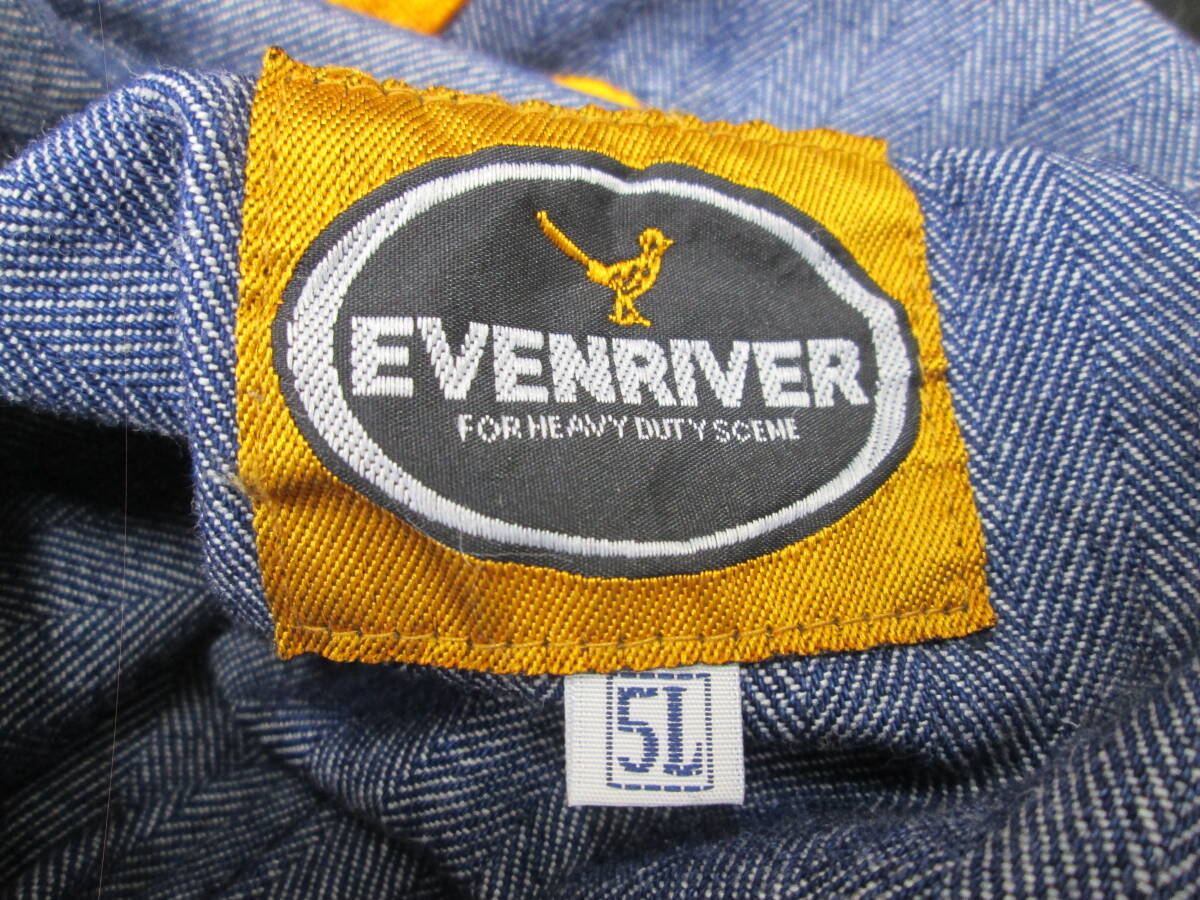 EVENRIVER
FOR HEAVY DUTY SCENE
5L